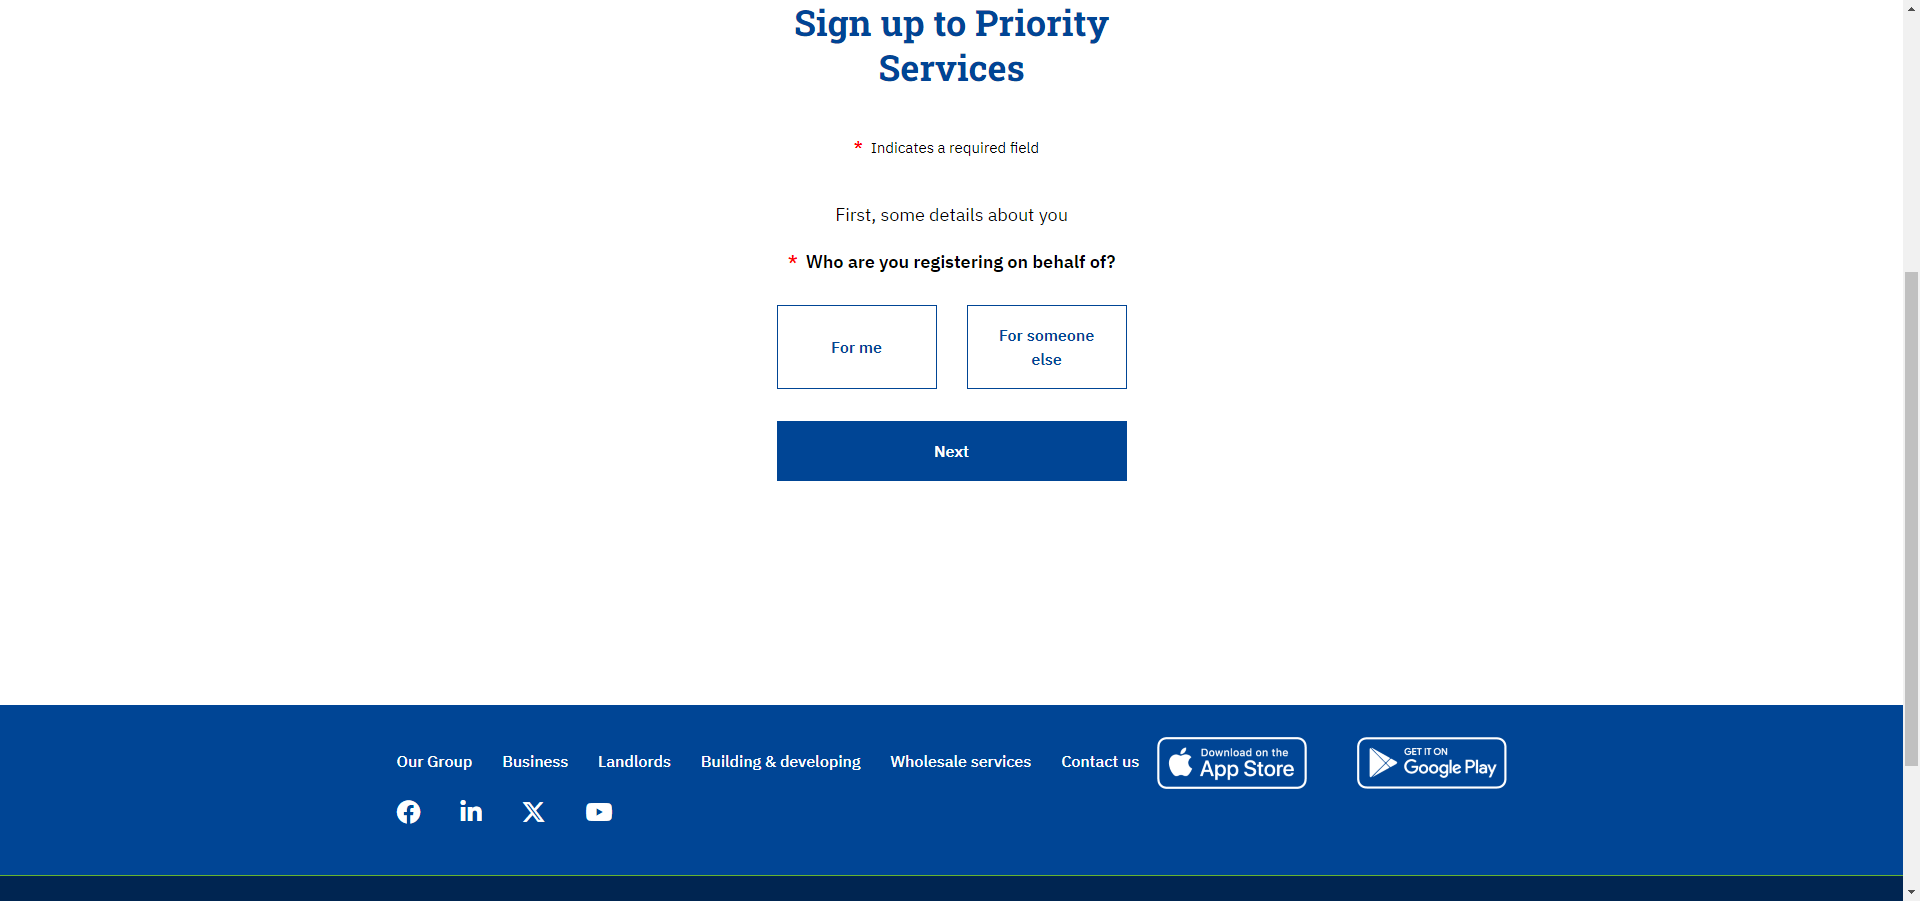 Sign up to Priority
Services
* Indicates a required field
First, some details about you
* Who are you registering on behalf of?
For me
For someone
else
Next
Our Group
Business
Landlords
Building & developing
Wholesale services
Contact us
Download on the
App Store
GET IT ON
Google Play